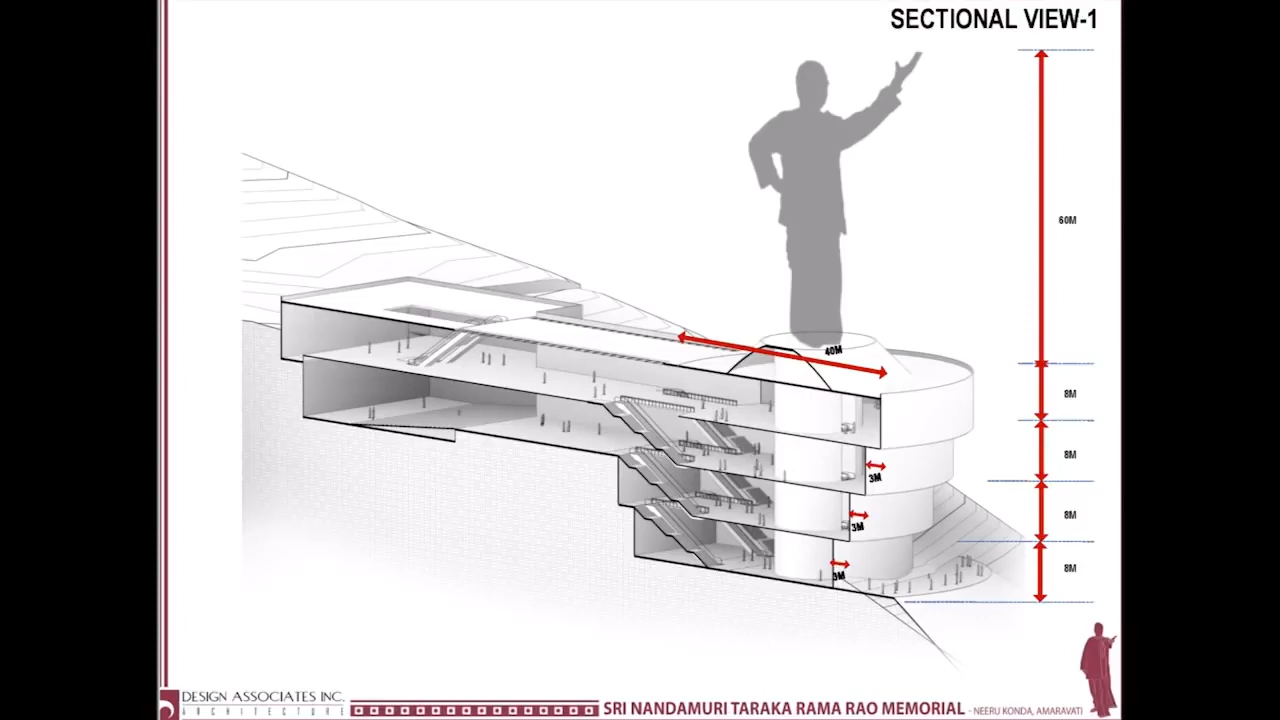 SECTIONAL VIEW-1
60M
40M
8M
8M
3M
8M
3M
8M
3M
DESIGN ASSOCIATES INC.
ARCHITECTURE
SRI NANDAMURI TARAKA RAMA RAO MEMORIAL - NEERU KONDA, AMARAVATI